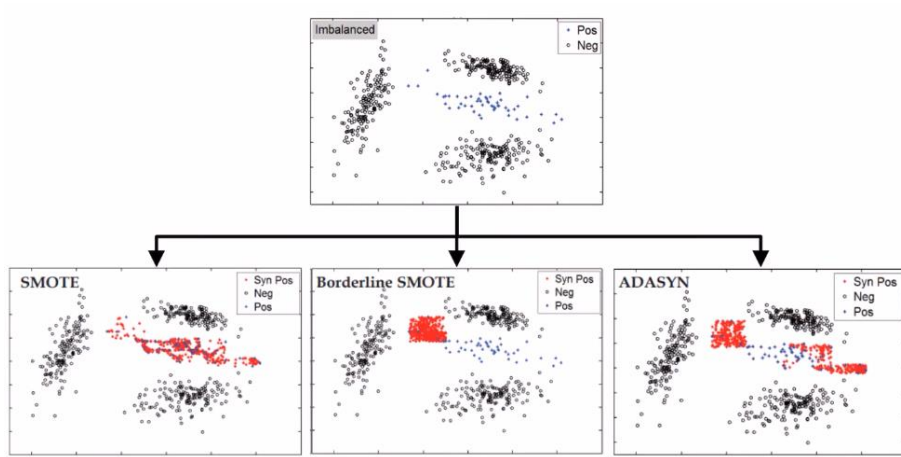 Imbalanced
Pos
Neg
SMOTE
Syn Pos
Neg
Pos
Borderline SMOTE
Syn Pos
Neg
Pos
ADASYN
Syn Pos
Neg
Pos